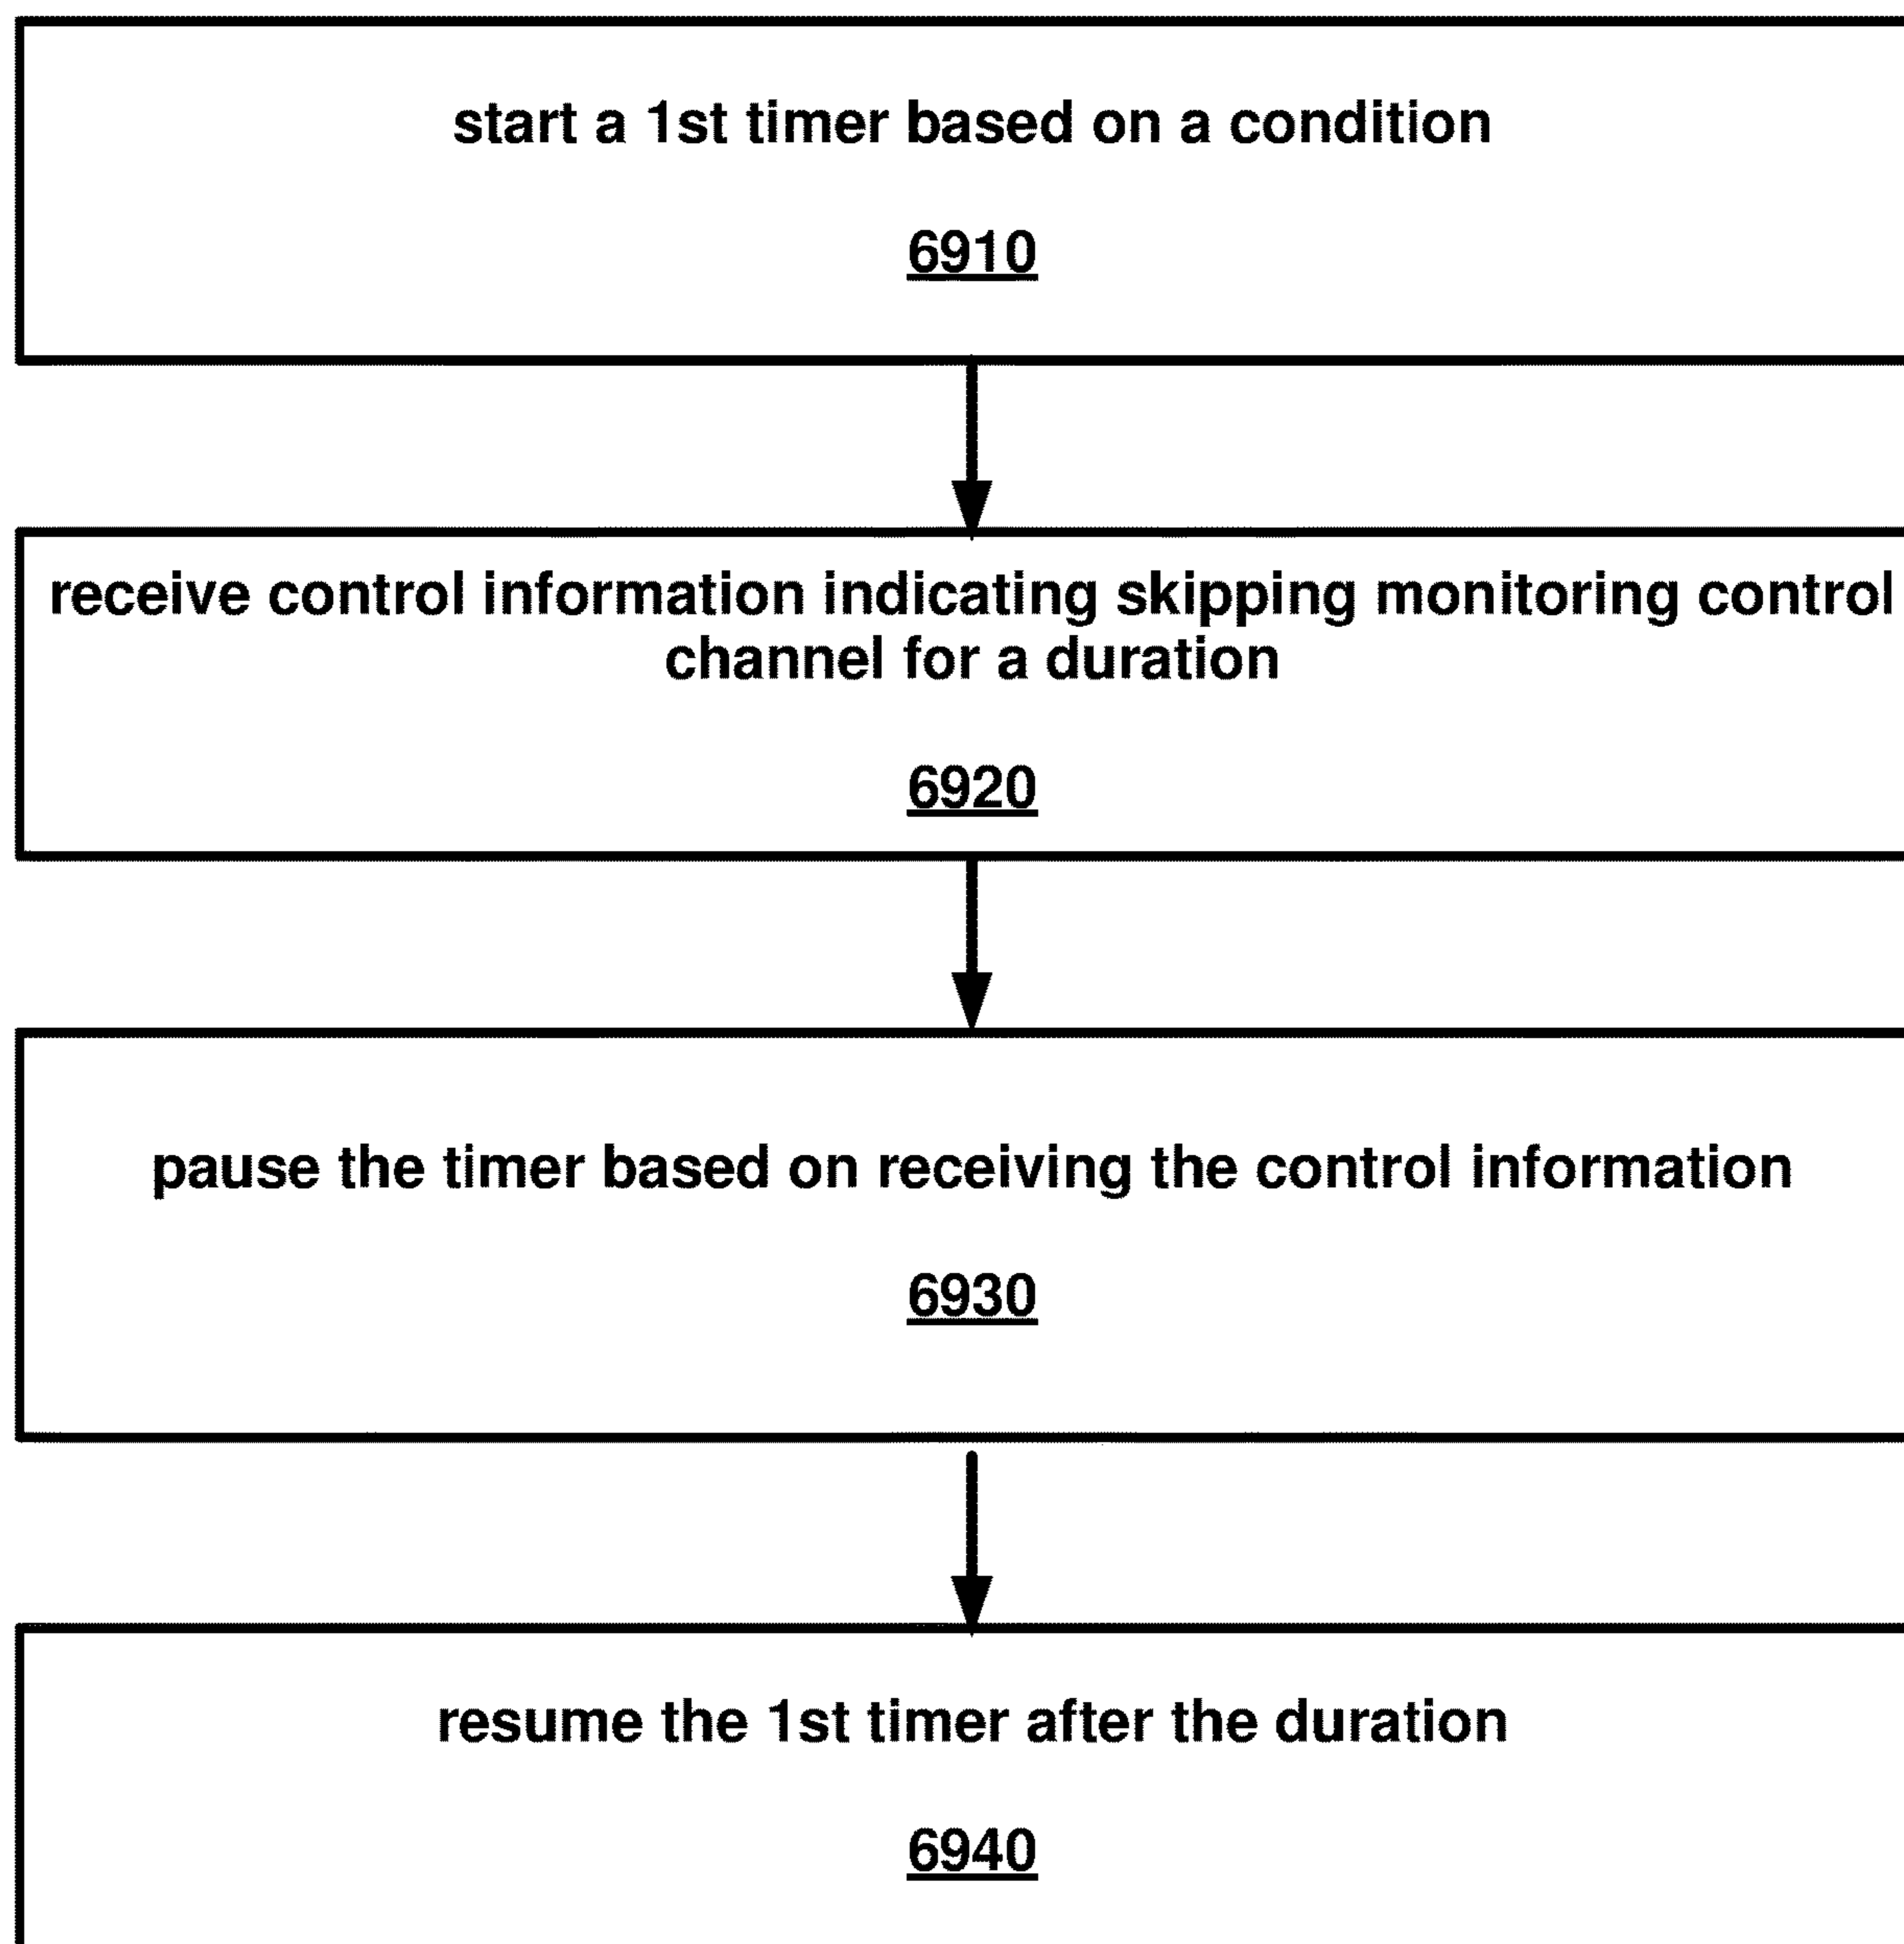 start a 1st timer based on a condition
6910
receive control information indicating skipping monitoring control
channel for a duration
6920
pause the timer based on receiving the control information
6930
resume the 1st timer after the duration
6940